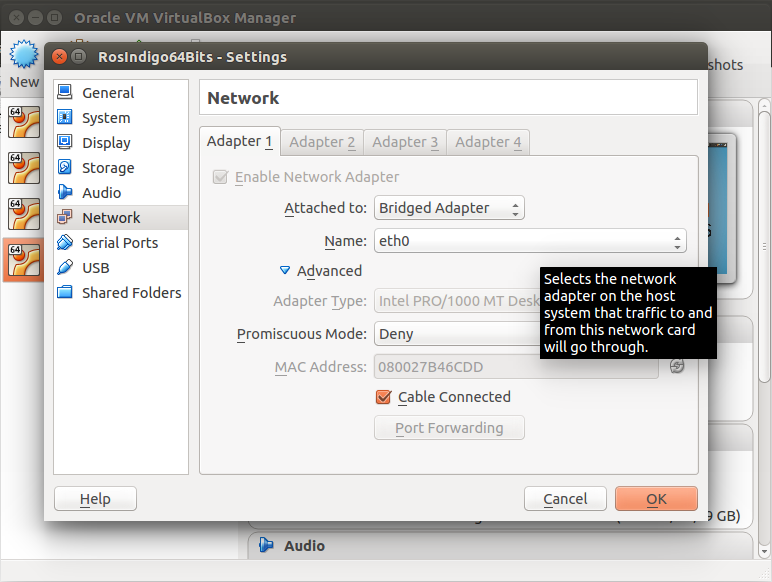 Oracle VM VirtualBox Manager
RosIndigo64Bits - Settings
New
shots
General
System
Display
Storage
Audio
Network
Serial Ports
USB
Shared Folders
64
64
64
64
Network
Adapter 1
Adapter 2
Adapter 3
Adapter 4
Enable Network Adapter
Attached to:
Bridged Adapter
Name:
eth0
Advanced
Adapter Type:
Intel PRO/1000 MT Desk
Promiscuous Mode:
Deny
MAC Address:
080027B46CDD
Cable Connected
Port Forwarding
Selects the network
adapter on the host
system that traffic to and
from this network card
will go through.
Help
Cancel
OK
9 GB)
Audio